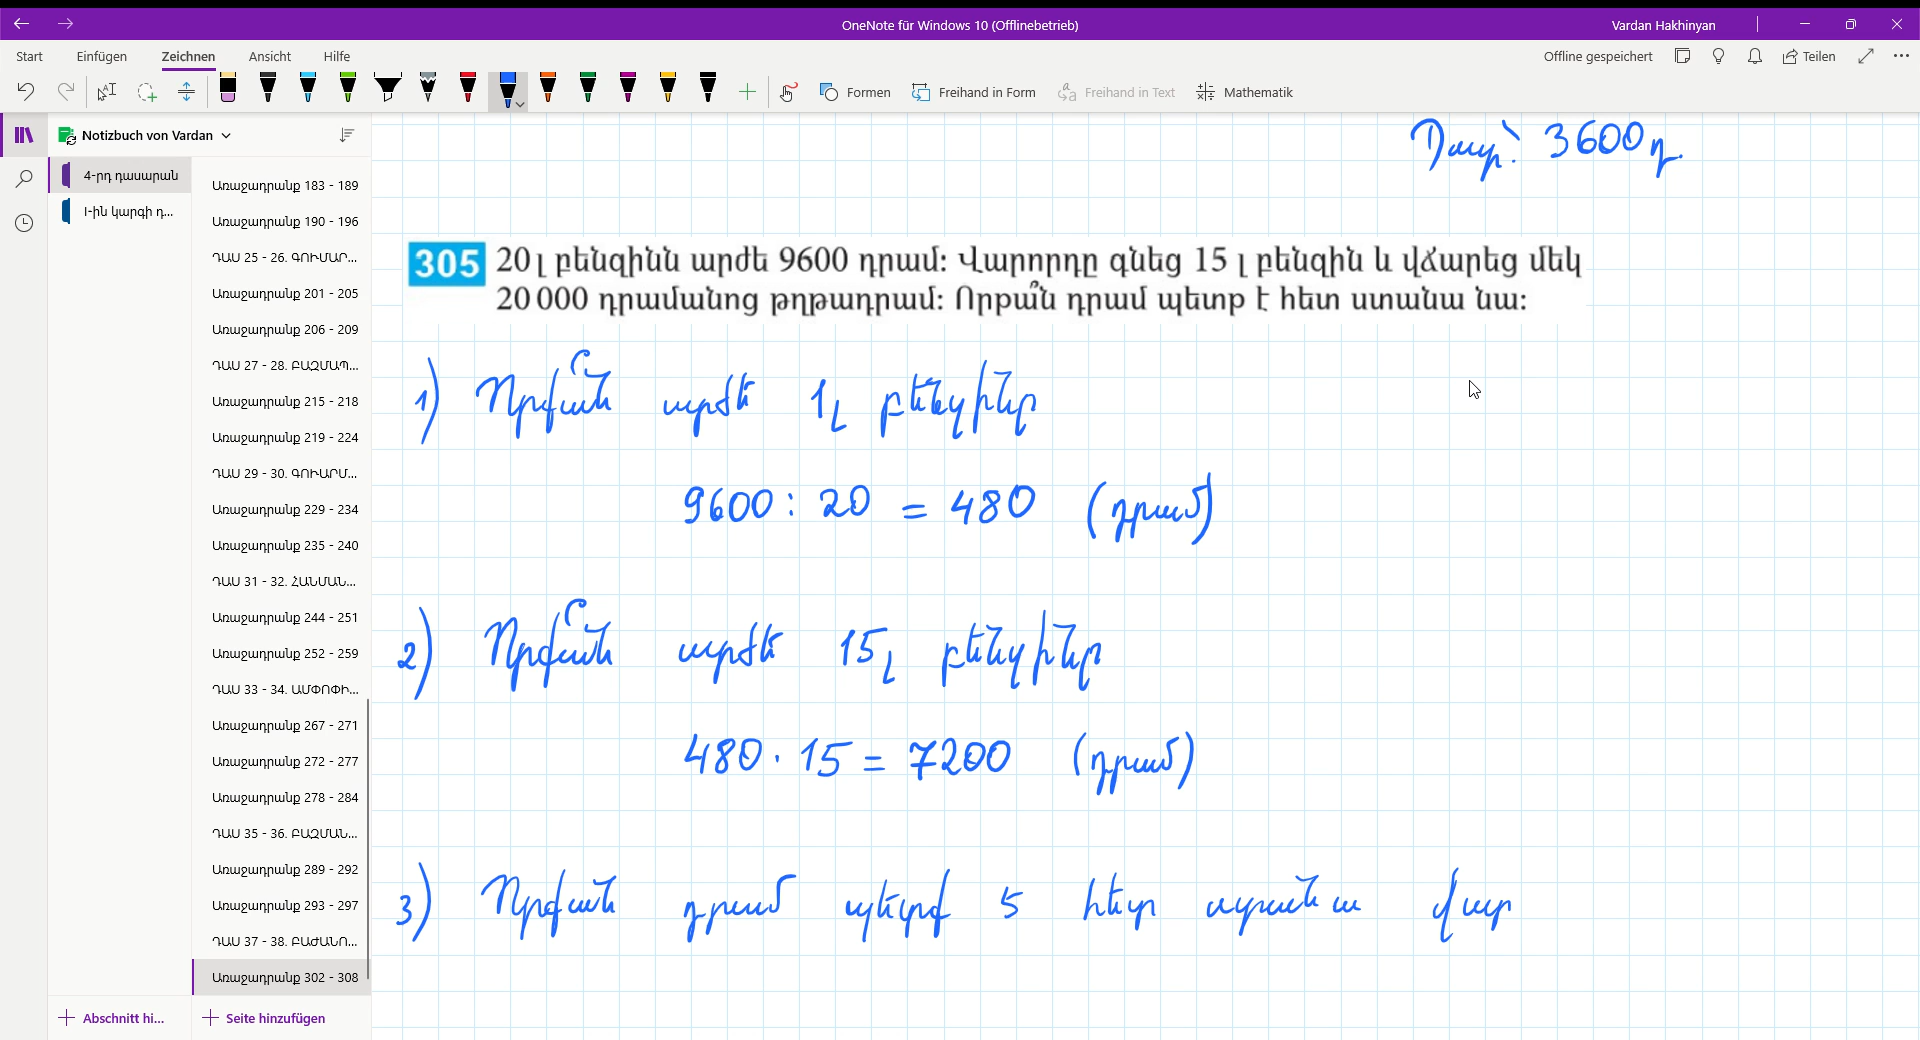 OneNote für Windows 10 (Offlinebetrieb)
Vardan Hakhinyan
Start Einfügen Zeichnen Ansicht Hilfe
Offline gespeichert Teilen
Formen Freihand in Form Freihand in Text Mathematik
Notizbuch von Vardan
4-րդ դասարան
I-ին կարգի դ...
Առաջադրանք 183 - 189
Առաջադրանք 190 - 196
ԴԱՍ 25 - 26. ԳՈՒՄԱՐ...
Առաջադրանք 201 - 205
Առաջադրանք 206 - 209
ԴԱՍ 27 - 28. ԲԱԶՄԱՊ...
Առաջադրանք 215 - 218
Առաջադրանք 219 - 224
ԴԱՍ 29 - 30. ԳՈՒԱՐՄ...
Առաջադրանք 229 - 234
Առաջադրանք 235 - 240
ԴԱՍ 31 - 32. ՀԱՆՄԱՆ...
Առաջադրանք 244 - 251
Առաջադրանք 252 - 259
ԴԱՍ 33 - 34. ԱՄՓՈՓԻ...
Առաջադրանք 267 - 271
Առաջադրանք 272 - 277
Առաջադրանք 278 - 284
ԴԱՍ 35 - 36. ԲԱԶՄԱՆ...
Առաջադրանք 289 - 292
Առաջադրանք 293 - 297
ԴԱՍ 37 - 38. ԲԱԺԱՆՈ...
Առաջադրանք 302 - 308
Abschnitt hi...
Seite hinzufügen
Պատ՝ 3600 դ.
305 20 լ բենզինն արժե 9600 դրամ: Վարորդը գնեց 15 լ բենզին և վճարեց մեկ
20 000 դրամանոց թղթադրամ: Որքա՞ն դրամ պետք է հետ ստանա նա:
1) Որքա՞ն արժե 1լ բենզինը
9600 : 20 = 480 (դրամ)
2) Որքա՞ն արժե 15լ բենզինը
480 · 15 = 7200 (դրամ)
3) Որքան դրամ պետք է հետ ստանա վար